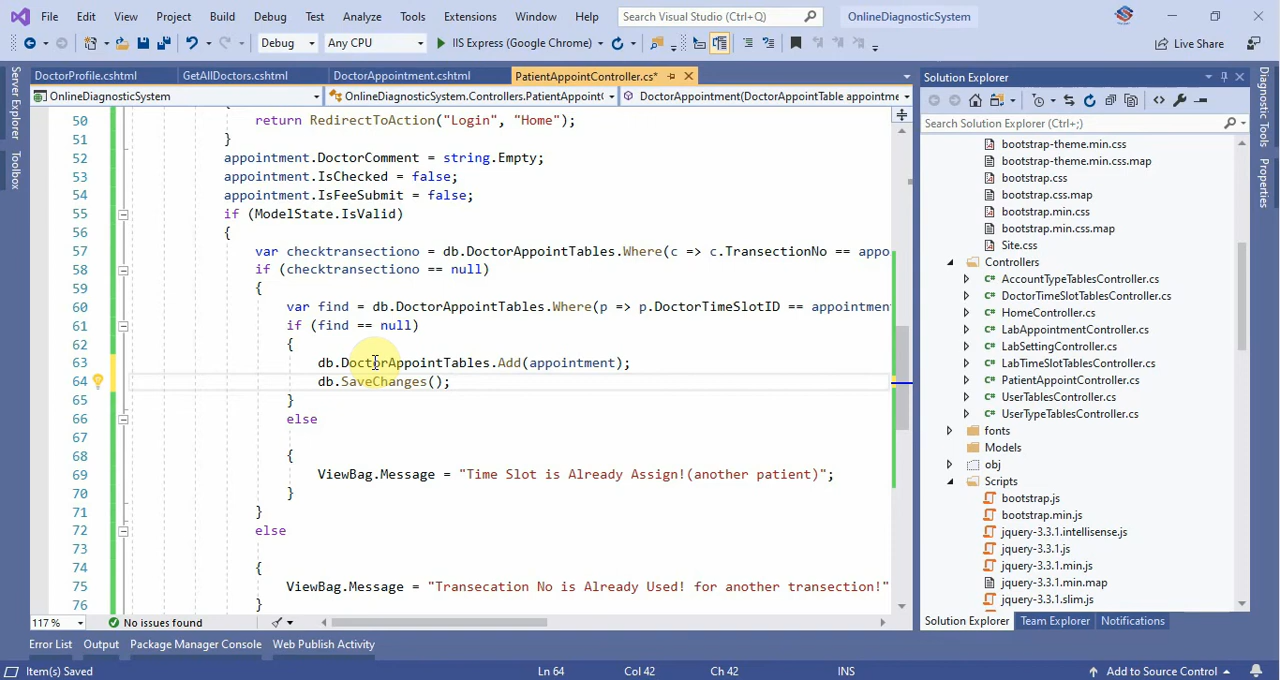 File Edit View Project Build Debug Test Analyze Tools Extensions Window Help Search Visual Studio (Ctrl+Q) OnlineDiagnosticSystem
Debug Any CPU IIS Express (Google Chrome) Live Share
DoctorProfile.cshtml GetAllDoctors.cshtml DoctorAppointment.cshtml PatientAppointController.cs*
OnlineDiagnosticSystem OnlineDiagnosticSystem.Controllers.PatientAppoint DoctorAppointment(DoctorAppointTable appointme
Server Explorer
Toolbox
50 return RedirectToAction("Login", "Home");
51 }
52 appointment.DoctorComment = string.Empty;
53 appointment.IsChecked = false;
54 appointment.IsFeeSubmit = false;
55 if (ModelState.IsValid)
56 {
57 var checktransectiono = db.DoctorAppointTables.Where(c => c.TransectionNo == appo
58 if (checktransectiono == null)
59 {
60 var find = db.DoctorAppointTables.Where(p => p.DoctorTimeSlotID == appointmen
61 if (find == null)
62 {
63 db.DoctorAppointTables.Add(appointment);
64 db.SaveChanges();
65 }
66 else
67
68 {
69 ViewBag.Message = "Time Slot is Already Assign!(another patient)";
70 }
71 }
72 else
73
74 {
75 ViewBag.Message = "Transecation No is Already Used! for another transection!"
76 }
117 % No issues found
Solution Explorer
Search Solution Explorer (Ctrl+;)
bootstrap-theme.min.css
bootstrap-theme.min.css.map
bootstrap.css
bootstrap.css.map
bootstrap.min.css
bootstrap.min.css.map
Site.css
Controllers
C# AccountTypeTablesController.cs
C# DoctorTimeSlotTablesController.cs
C# HomeController.cs
C# LabAppointmentController.cs
C# LabSettingController.cs
C# LabTimeSlotTablesController.cs
C# PatientAppointController.cs
C# UserTablesController.cs
C# UserTypeTablesController.cs
fonts
Models
obj
Scripts
bootstrap.js
bootstrap.min.js
jquery-3.3.1.intellisense.js
jquery-3.3.1.js
jquery-3.3.1.min.js
jquery-3.3.1.min.map
jquery-3.3.1.slim.js
Solution Explorer Team Explorer Notifications
Diagnostic Tools
Properties
Error List Output Package Manager Console Web Publish Activity
Item(s) Saved Ln 64 Col 42 Ch 42 INS Add to Source Control